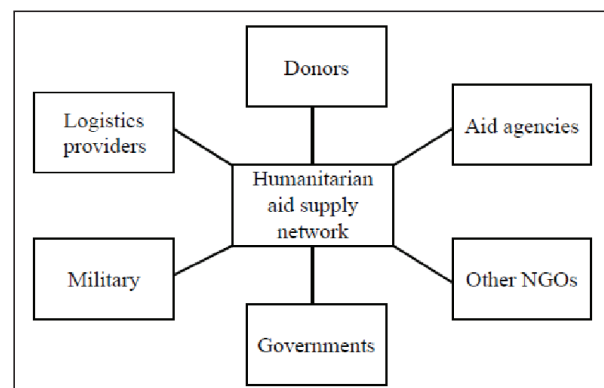 Donors
Logistics
providers
Aid agencies
Humanitarian
aid supply
network
Military
Other NGOs
Governments